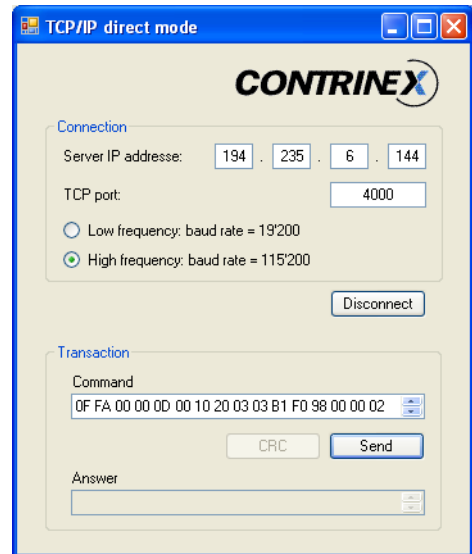 TCP/IP direct mode
CONTRINEX
Connection
Server IP addresse: 194 . 235 . 6 . 144
TCP port: 4000
Low frequency: baud rate = 19'200
High frequency: baud rate = 115'200
Disconnect
Transaction
Command
0F FA 00 00 0D 00 10 20 03 03 B1 F0 98 00 00 02
CRC Send
Answer